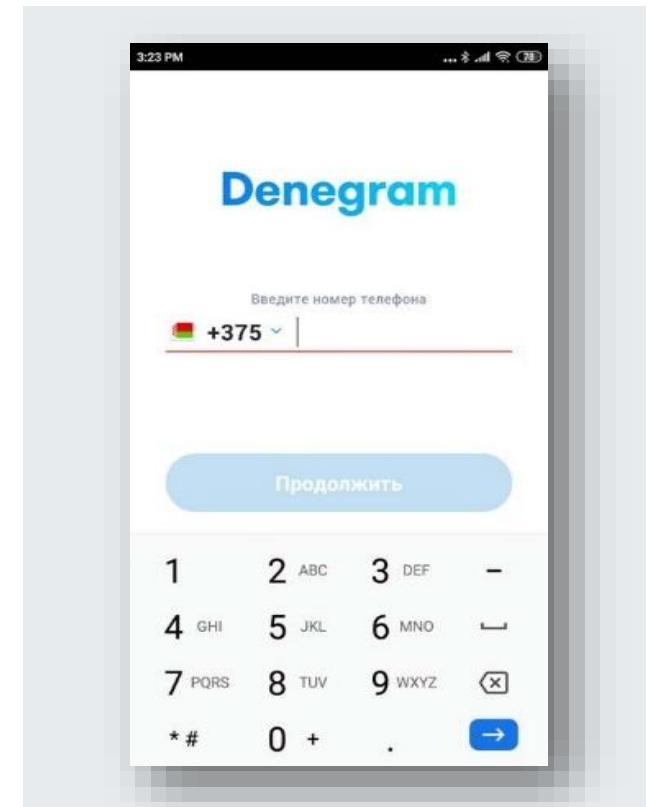 3:23 PM ... 78
Denegram
Введите номер телефона
+375
Продолжить
1 2 ABC 3 DEF -
4 GHI 5 JKL 6 MNO
7 PQRS 8 TUV 9 WXYZ
* # 0 + .